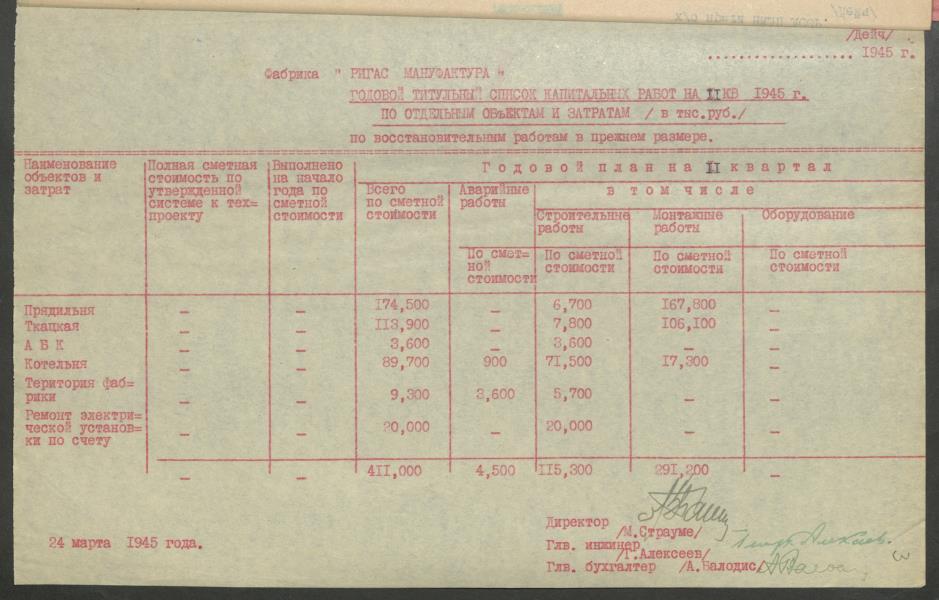 /Дейч/
1945 г.
Фабрика " РИГАС МАНУФАКТУРА "
ГОДОВОЙ ТИТУЛЬНЫЙ СПИСОК КАПИТАЛЬНЫХ РАБОТ НА II КВ 1945 г.
ПО ОТДЕЛЬНЫМ ОБЪЕКТАМ И ЗАТРАТАМ / в тыс.руб./
по восстановительным работам в прежнем размере.
Наименование объектов и затрат
Полная сметная стоимость по утвержденной системе к тех= проекту
Выполнено на начало года по сметной стоимости
Годовой план на II квартал
Всего по сметной стоимости
Аварийные работы
в том числе
Строительные работы
Монтажные работы
Оборудование
По смет= ной стоимости
По сметной стоимости
По сметной стоимости
По сметной стоимости
Прядильня – – 174,500 – 6,700 167,800 –
Ткацкая – – 113,900 – 7,800 106,100 –
А Б К – – 3,600 – 3,600 – –
Котельня – – 89,700 900 71,500 17,300 –
Територия фаб=
рики – – 9,300 3,600 5,700 – –
Ремонт электри=
ческой установ= – – 20,000 – 20,000 – –
ки по счету
– – 411,000 4,500 115,300 291,200 –
Директор
/М.Страуме/
24 марта 1945 года.
Глв. инжинер
/Г.Алексеев/
Глв. бухгалтер /А.Балодис/
3